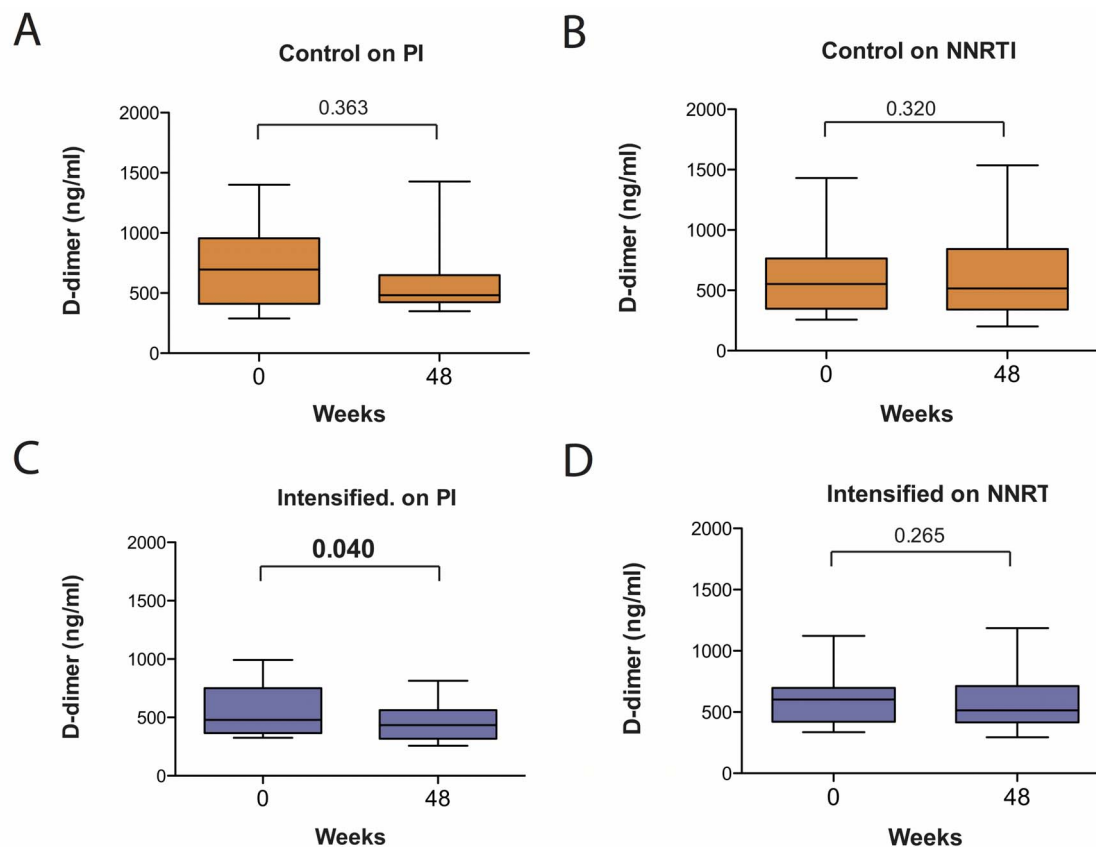 A
Control on PI
0.363
2000
1500
1000
500
0
D-dimer (ng/ml)
0 48
Weeks
B
Control on NNRTI
0.320
2000
1500
1000
500
0
D-dimer (ng/ml)
0 48
Weeks
C
Intensified. on PI
0.040
2000
1500
1000
500
0
D-dimer (ng/ml)
0 48
Weeks
D
Intensified on NNRT
0.265
2000
1500
1000
500
0
D-dimer (ng/ml)
0 48
Weeks